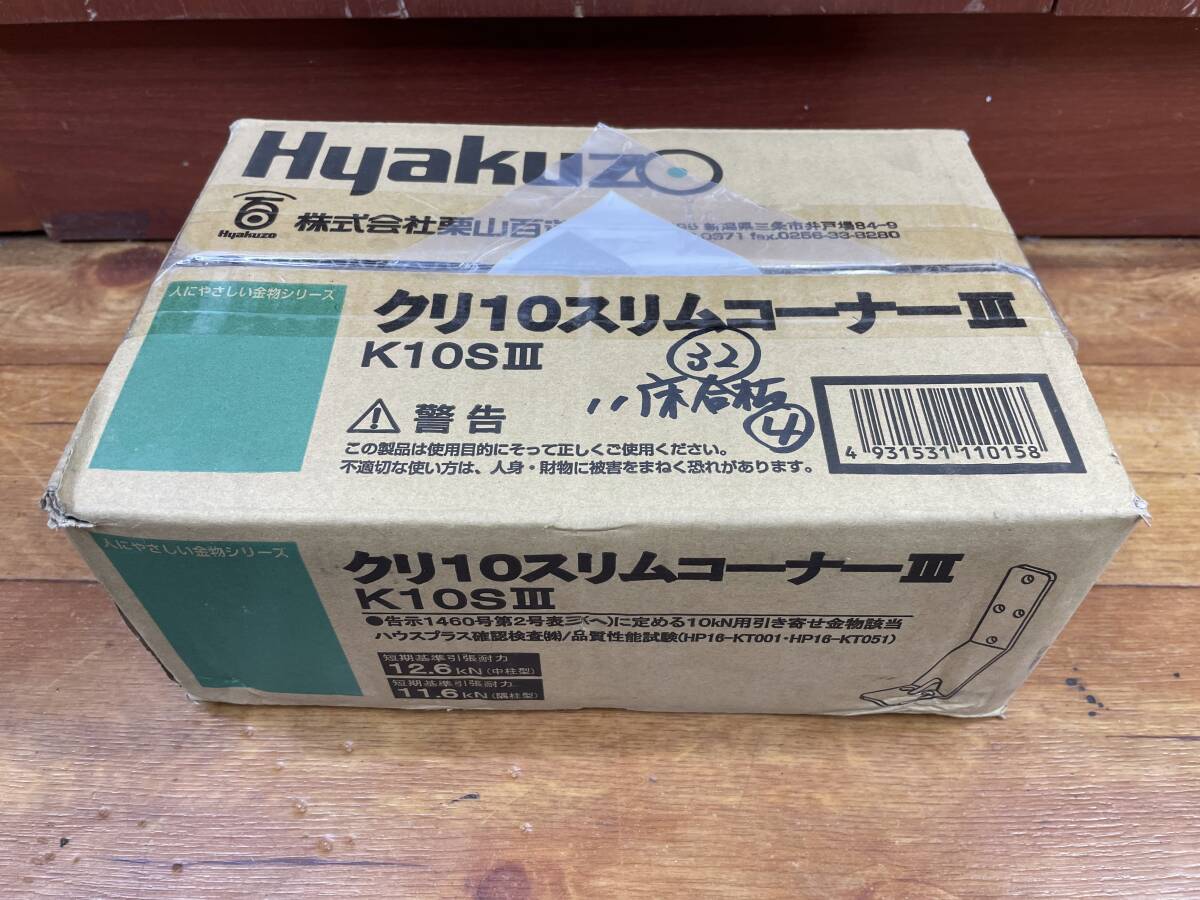 Hyakuzo
百 Hyakuzo
株式会社栗山百 新潟県三条市井戸場84-9
0371 fax.0256-33-8280
人にやさしい金物シリーズ
クリ10スリムコーナーⅢ
K10SⅢ
32
〃床合板
4
警告
この製品は使用目的にそって正しくご使用ください。
不適切な使い方は、人身・財物に被害をまねく恐れがあります。
4 931531 110158
人にやさしい金物シリーズ
クリ10スリムコーナーⅢ
K10SⅢ
●告示1460号第2号表三(へ)に定める10kN用引き寄せ金物該当
ハウスプラス確認検査㈱/品質性能試験(HP16-KT001・HP16-KT051)
短期基準引張耐力
12.6kN(中柱型)
短期基準引張耐力
11.6kN(隅柱型)